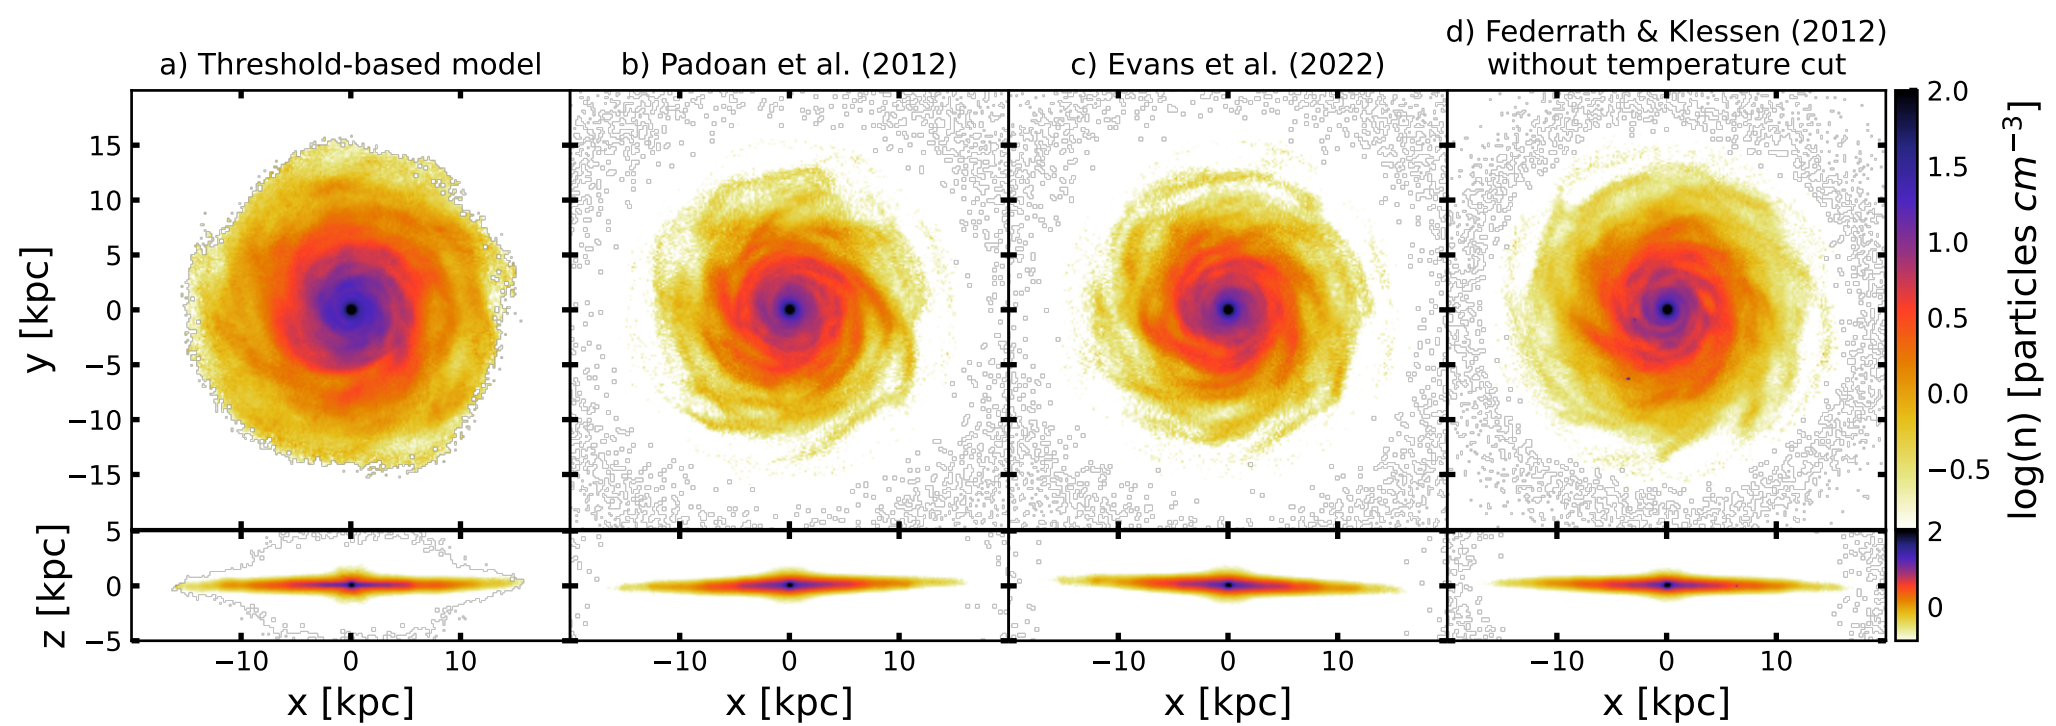 a) Threshold-based model
b) Padoan et al. (2012)
c) Evans et al. (2022)
d) Federrath & Klessen (2012)
without temperature cut
y [kpc]
15
10
5
0
−5
−10
−15
z [kpc]
5
0
−5
−10 0 10
−10 0 10
−10 0 10
−10 0 10
x [kpc]
x [kpc]
x [kpc]
x [kpc]
2.0
1.5
1.0
0.5
0.0
−0.5
2
0
log(n) [particles cm⁻³]